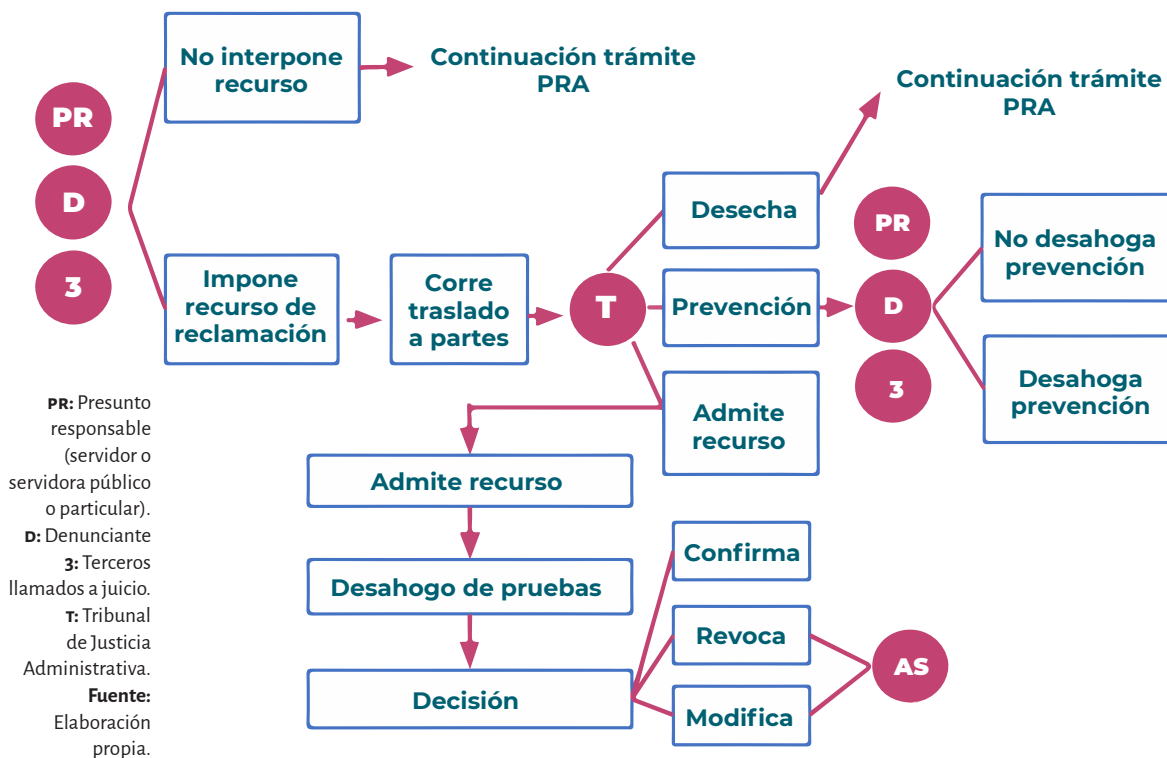 No interpone
recurso
Continuación trámite
PRA
Continuación trámite
PRA
PR
D
3
Impone
recurso de
reclamación
Corre
traslado
a partes
T
Desecha
Prevención
Admite
recurso
PR
D
3
No desahoga
prevención
Desahoga
prevención
PR: Presunto
responsable
(servidor o
servidora público
o particular).
D: Denunciante
3: Terceros
llamados a juicio.
T: Tribunal
de Justicia
Administrativa.
Fuente:
Elaboración
propia.
Admite recurso
Desahogo de pruebas
Decisión
Confirma
Revoca
Modifica
AS